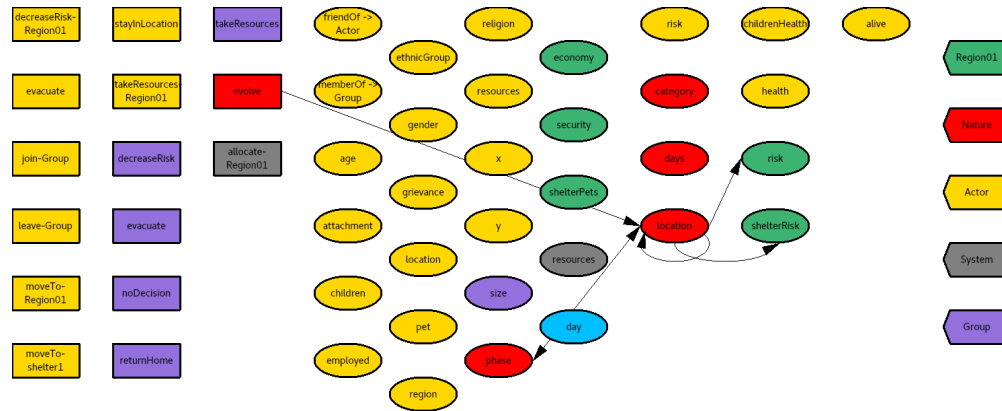 decreaseRisk-
Region01
stayInLocation
takeResources
friendOf ->
Actor
religion
risk
childrenHealth
alive
ethnicGroup
economy
Region01
evacuate
takeResources-
Region01
evolve
memberOf ->
Group
resources
category
health
gender
security
Nature
join-Group
decreaseRisk
allocate-
Region01
age
x
days
risk
grievance
shelterPets
Actor
leave-Group
evacuate
attachment
y
location
shelterRisk
location
resources
System
moveTo-
Region01
noDecision
children
size
pet
day
Group
moveTo-
shelter1
returnHome
employed
phase
region